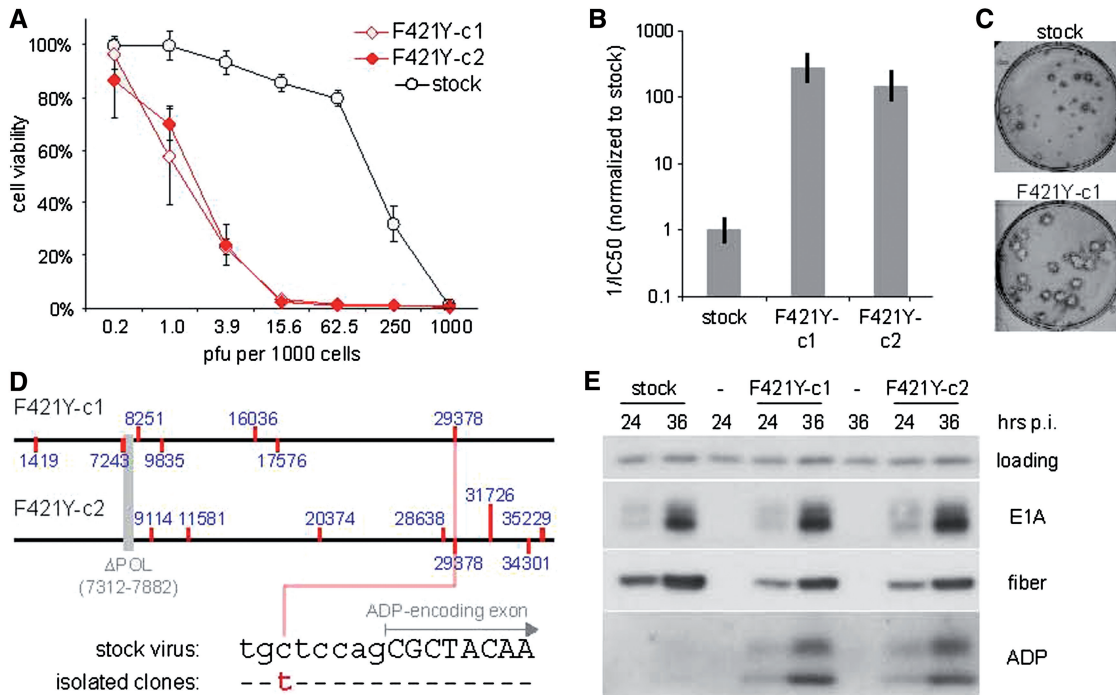 A
100%
80%
60%
40%
20%
0%
cell viability
0.2 1.0 3.9 15.6 62.5 250 1000
pfu per 1000 cells
F421Y-c1
F421Y-c2
stock
B
1000
100
10
1
0.1
1/IC50 (normalized to stock)
stock
F421Y-
c1
F421Y-
c2
C
stock
F421Y-c1
D
F421Y-c1
8251 16036 29378
1419 7243 9835 17576
F421Y-c2
9114 11581 20374 28638 31726 35229
29378 34301
ΔPOL
(7312-7882)
ADP-encoding exon
stock virus: tgctccagCGCTACAA
isolated clones: --t-------------
E
stock - F421Y-c1 - F421Y-c2
24 36 24 24 36 36 24 36 hrs p.i.
loading
E1A
fiber
ADP